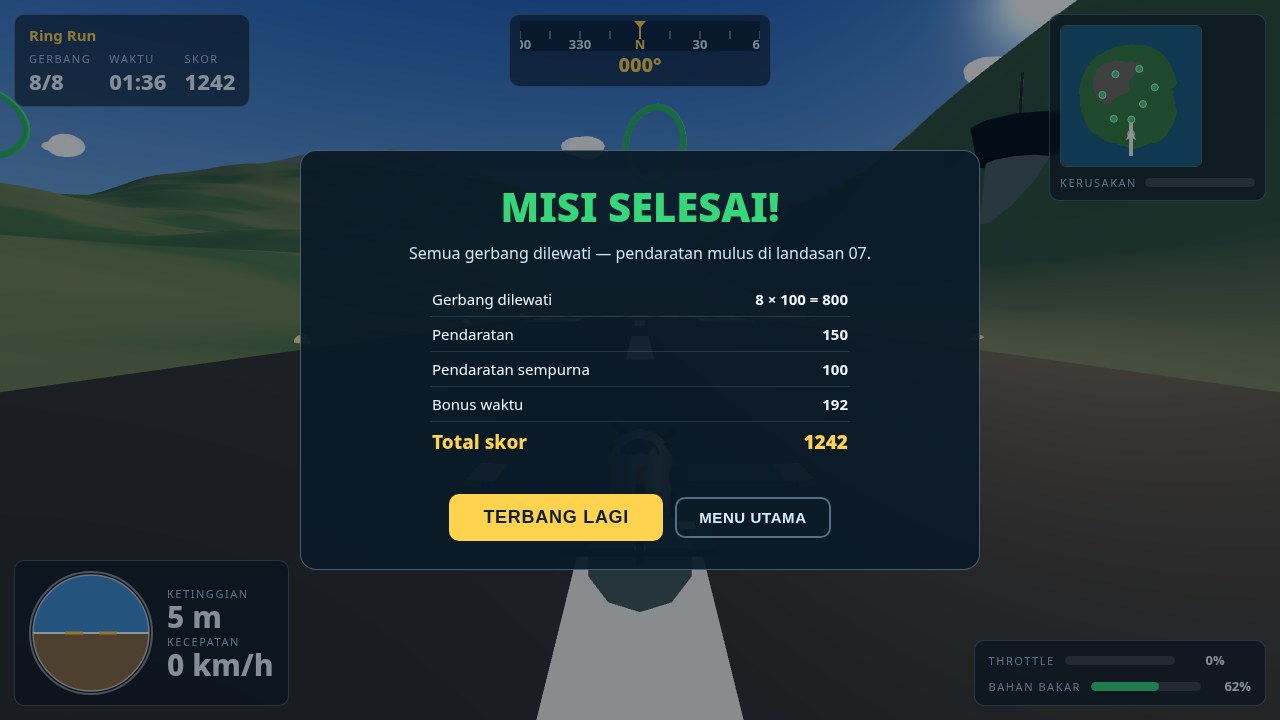 Ring Run
GERBANG WAKTU SKOR
8/8 01:36 1242
330 N 30
000°
KERUSAKAN
MISI SELESAI!
Semua gerbang dilewati — pendaratan mulus di landasan 07.
Gerbang dilewati 8 × 100 = 800
Pendaratan 150
Pendaratan sempurna 100
Bonus waktu 192
Total skor 1242
TERBANG LAGI MENU UTAMA
KETINGGIAN
5 m
KECEPATAN
0 km/h
THROTTLE 0%
BAHAN BAKAR 62%